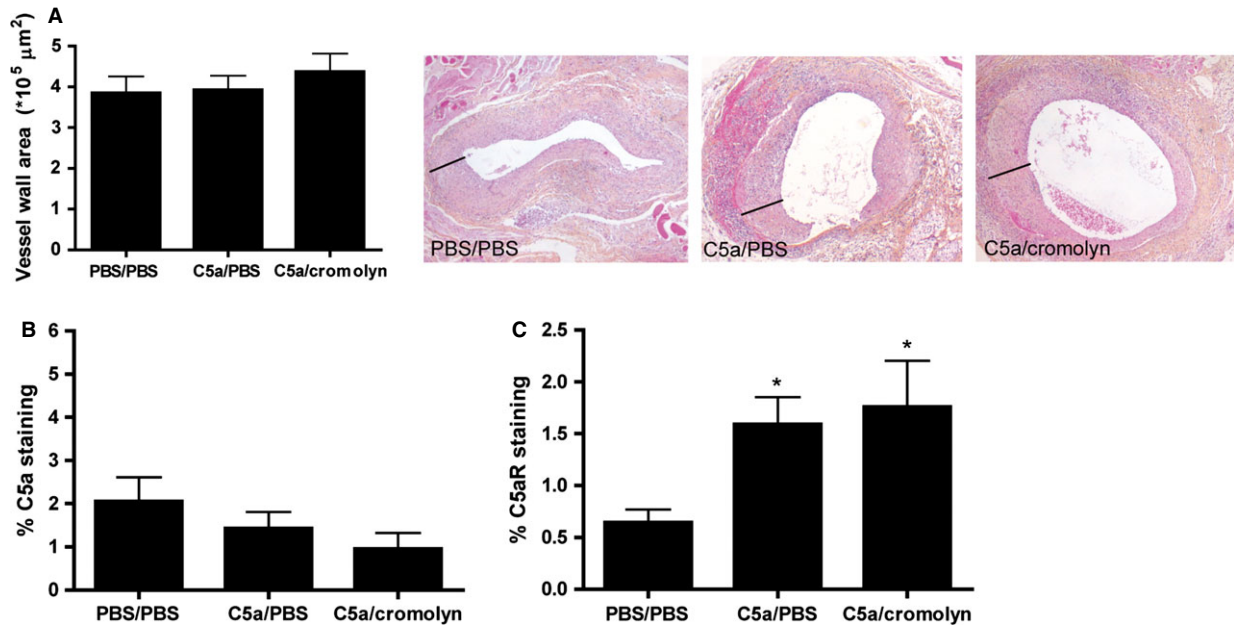 A
Vessel wall area (*10⁵ µm²)
5
4
3
2
1
0
PBS/PBS
C5a/PBS
C5a/cromolyn
PBS/PBS
C5a/PBS
C5a/cromolyn
B
% C5a staining
6
5
4
3
2
1
0
PBS/PBS
C5a/PBS
C5a/cromolyn
C
% C5aR staining
2.5
2.0
1.5
1.0
0.5
0.0
*
*
PBS/PBS
C5a/PBS
C5a/cromolyn